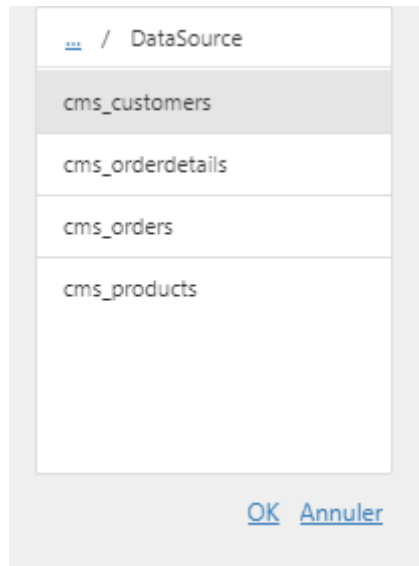 ... / DataSource
cms_customers
cms_orderdetails
cms_orders
cms_products
OK Annuler